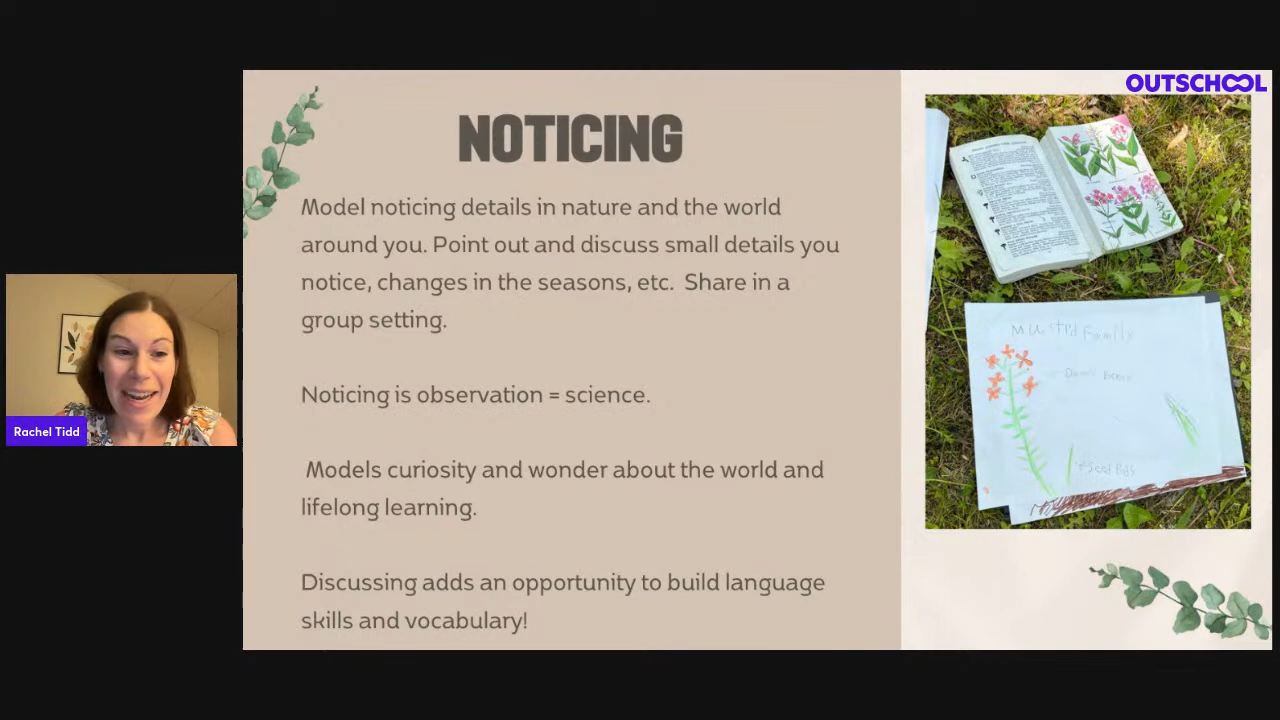 OUTSCHOOL
NOTICING
Model noticing details in nature and the world
around you. Point out and discuss small details you
notice, changes in the seasons, etc. Share in a
group setting.
Noticing is observation = science.
Models curiosity and wonder about the world and
lifelong learning.
Discussing adds an opportunity to build language
skills and vocabulary!
Rachel Tidd
Family